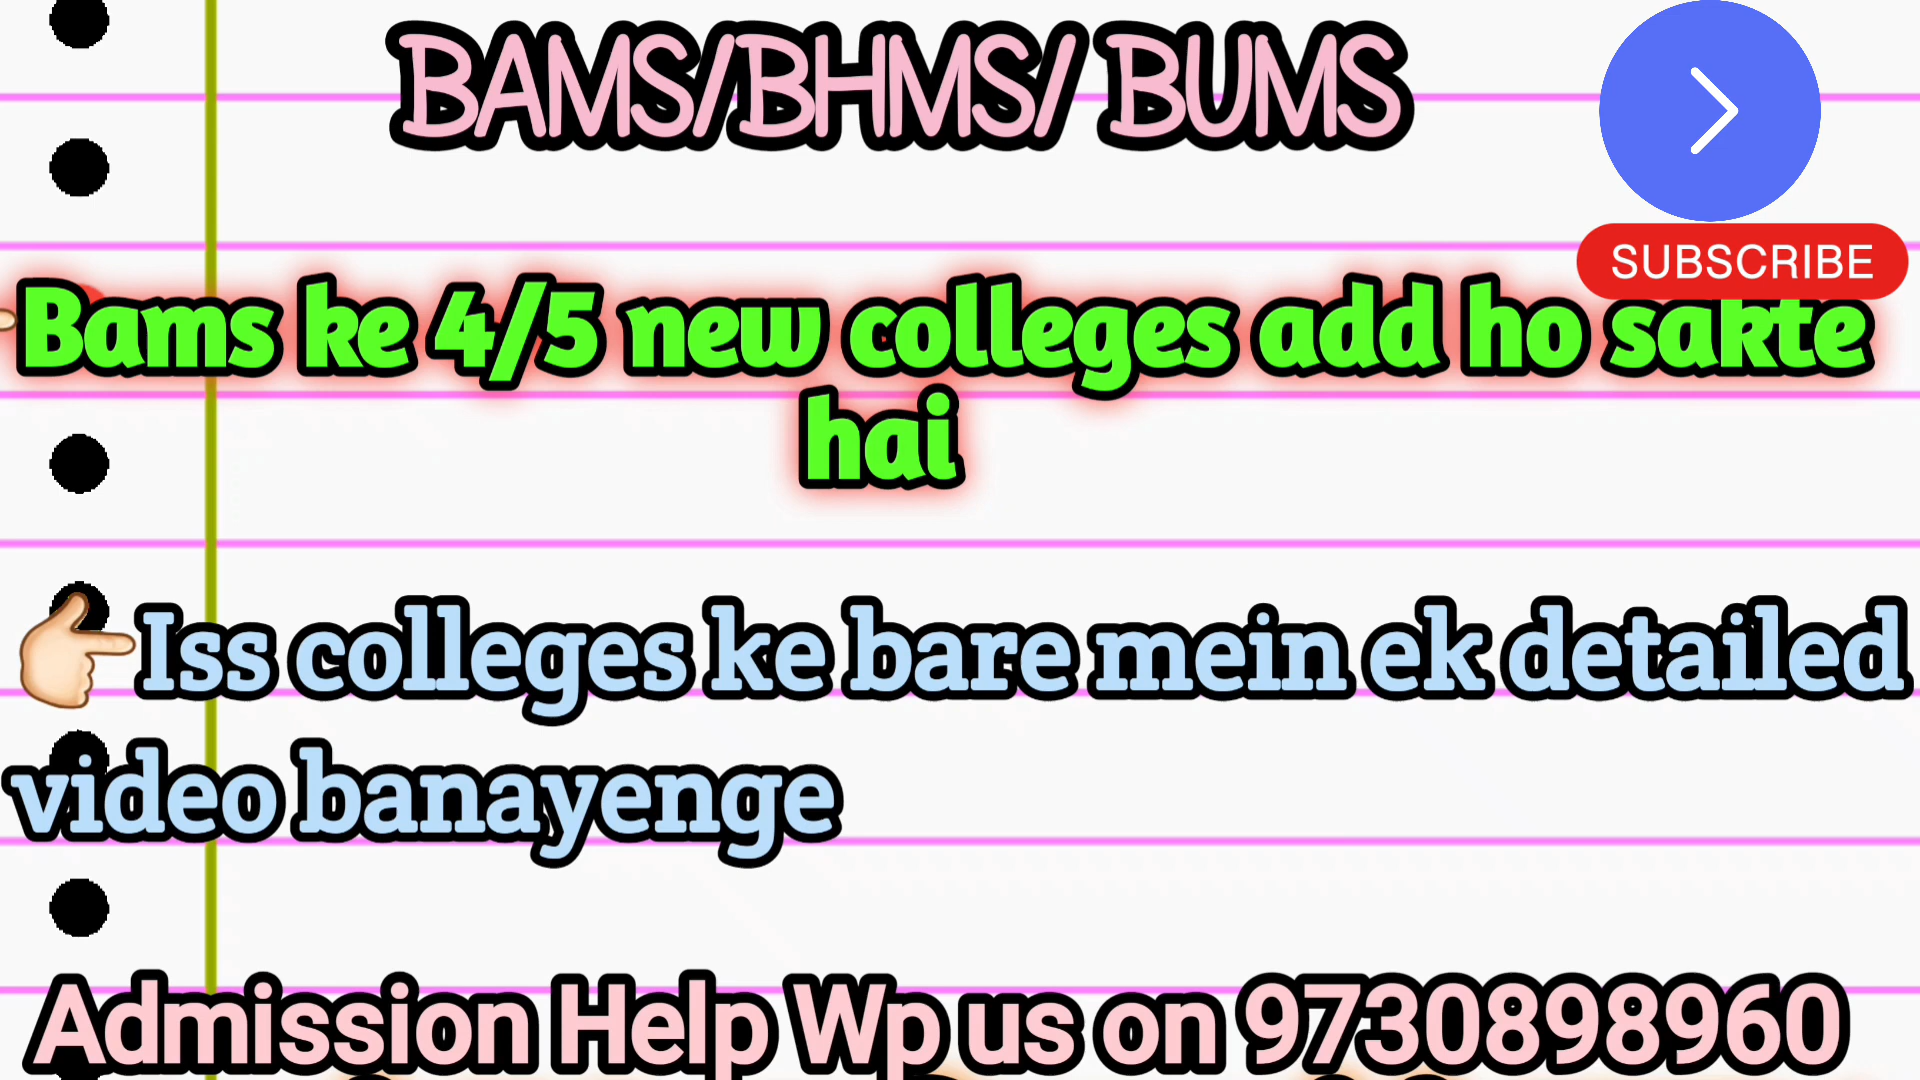 BAMS/BHMS/ BUMS
SUBSCRIBE
Bams ke 4/5 new colleges add ho sakte
hai
👉Iss colleges ke bare mein ek detailed
video banayenge
Admission Help Wp us on 9730898960